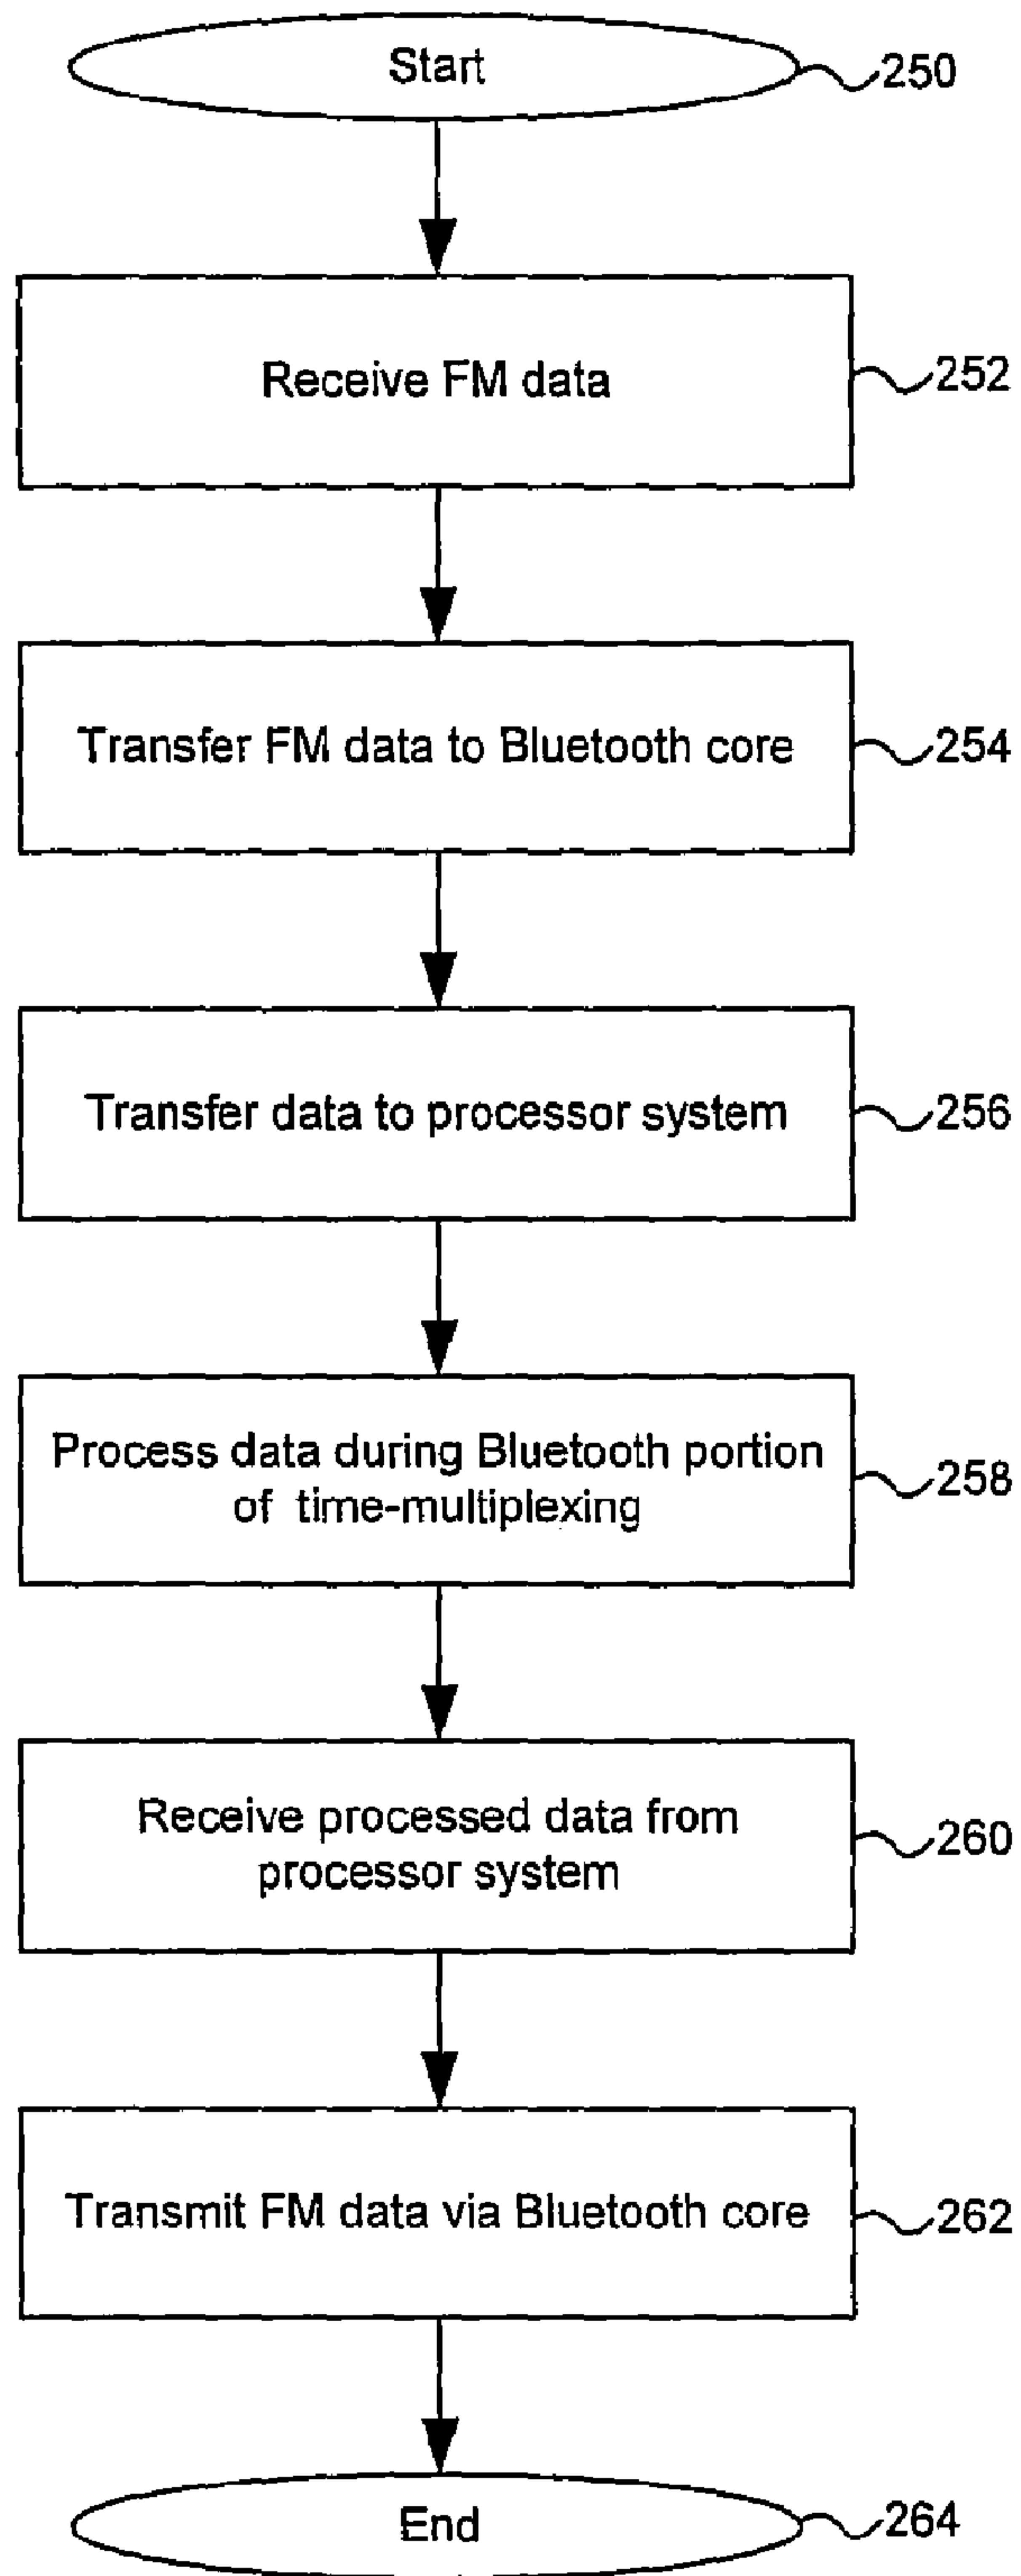 Start
250
Receive FM data
252
Transfer FM data to Bluetooth core
254
Transfer data to processor system
256
Process data during Bluetooth portion
of time-multiplexing
258
Receive processed data from
processor system
260
Transmit FM data via Bluetooth core
262
End
264